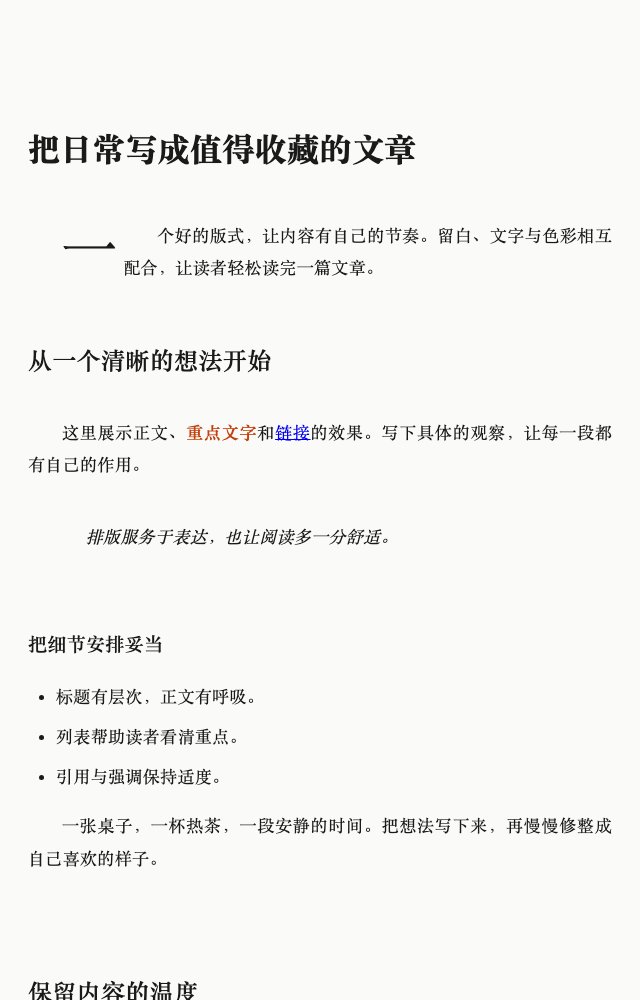 把日常写成值得收藏的文章
一个好的版式，让内容有自己的节奏。留白、文字与色彩相互
配合，让读者轻松读完一篇文章。
从一个清晰的想法开始
这里展示正文、重点文字和链接的效果。写下具体的观察，让每一段都
有自己的作用。
排版服务于表达，也让阅读多一分舒适。
把细节安排妥当
• 标题有层次，正文有呼吸。
• 列表帮助读者看清重点。
• 引用与强调保持适度。
一张桌子，一杯热茶，一段安静的时间。把想法写下来，再慢慢修整成
自己喜欢的样子。
保留内容的温度